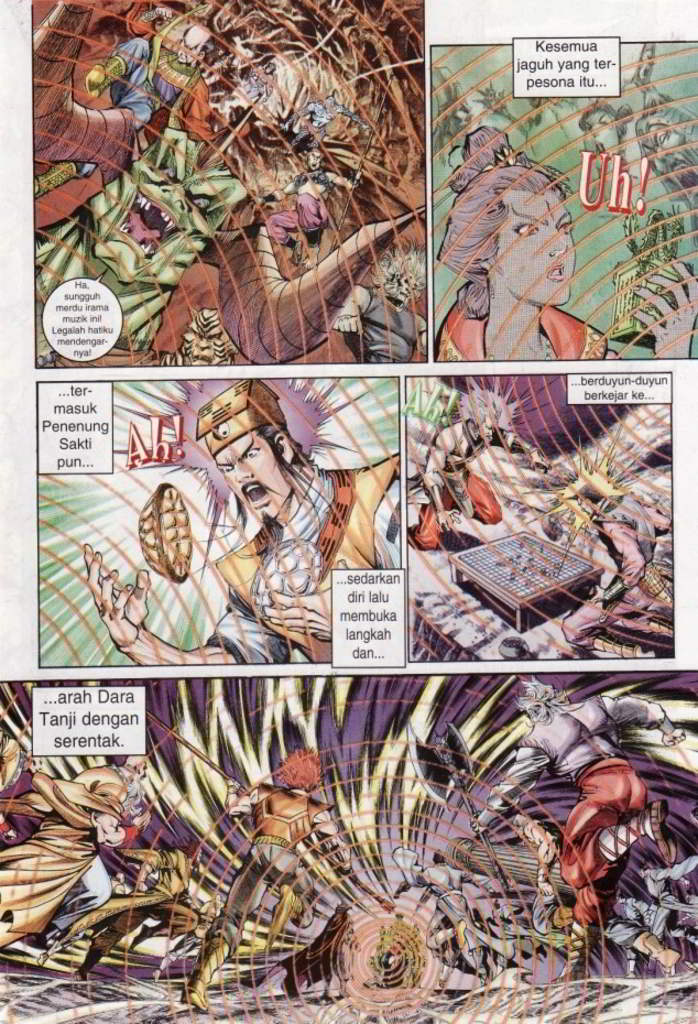 Ha,
sungguh
merdu irama
muzik ini!
Legalah hatiku
mendengar-
nya!
Kesemua
jaguh yang ter-
pesona itu...
Uh!
...ter-
masuk
Penenung
Sakti
pun...
Ah!
...sedarkan
diri lalu
membuka
langkah
dan...
Ah!
...berduyun-duyun
berkejar ke...
...arah Dara
Tanji dengan
serentak.